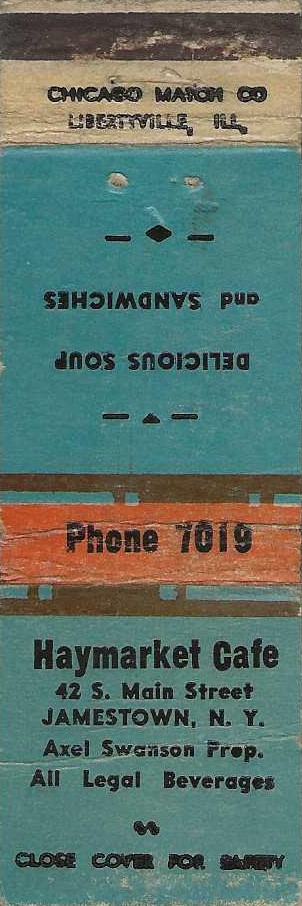 CHICAGO MATCH CO
LIBERTYVILLE, ILL.
DELICIOUS SOUP
and SANDWICHES
Phone 7019
Haymarket Cafe
42 S. Main Street
JAMESTOWN, N. Y.
Axel Swanson Prop.
All Legal Beverages
CLOSE COVER FOR SAFETY